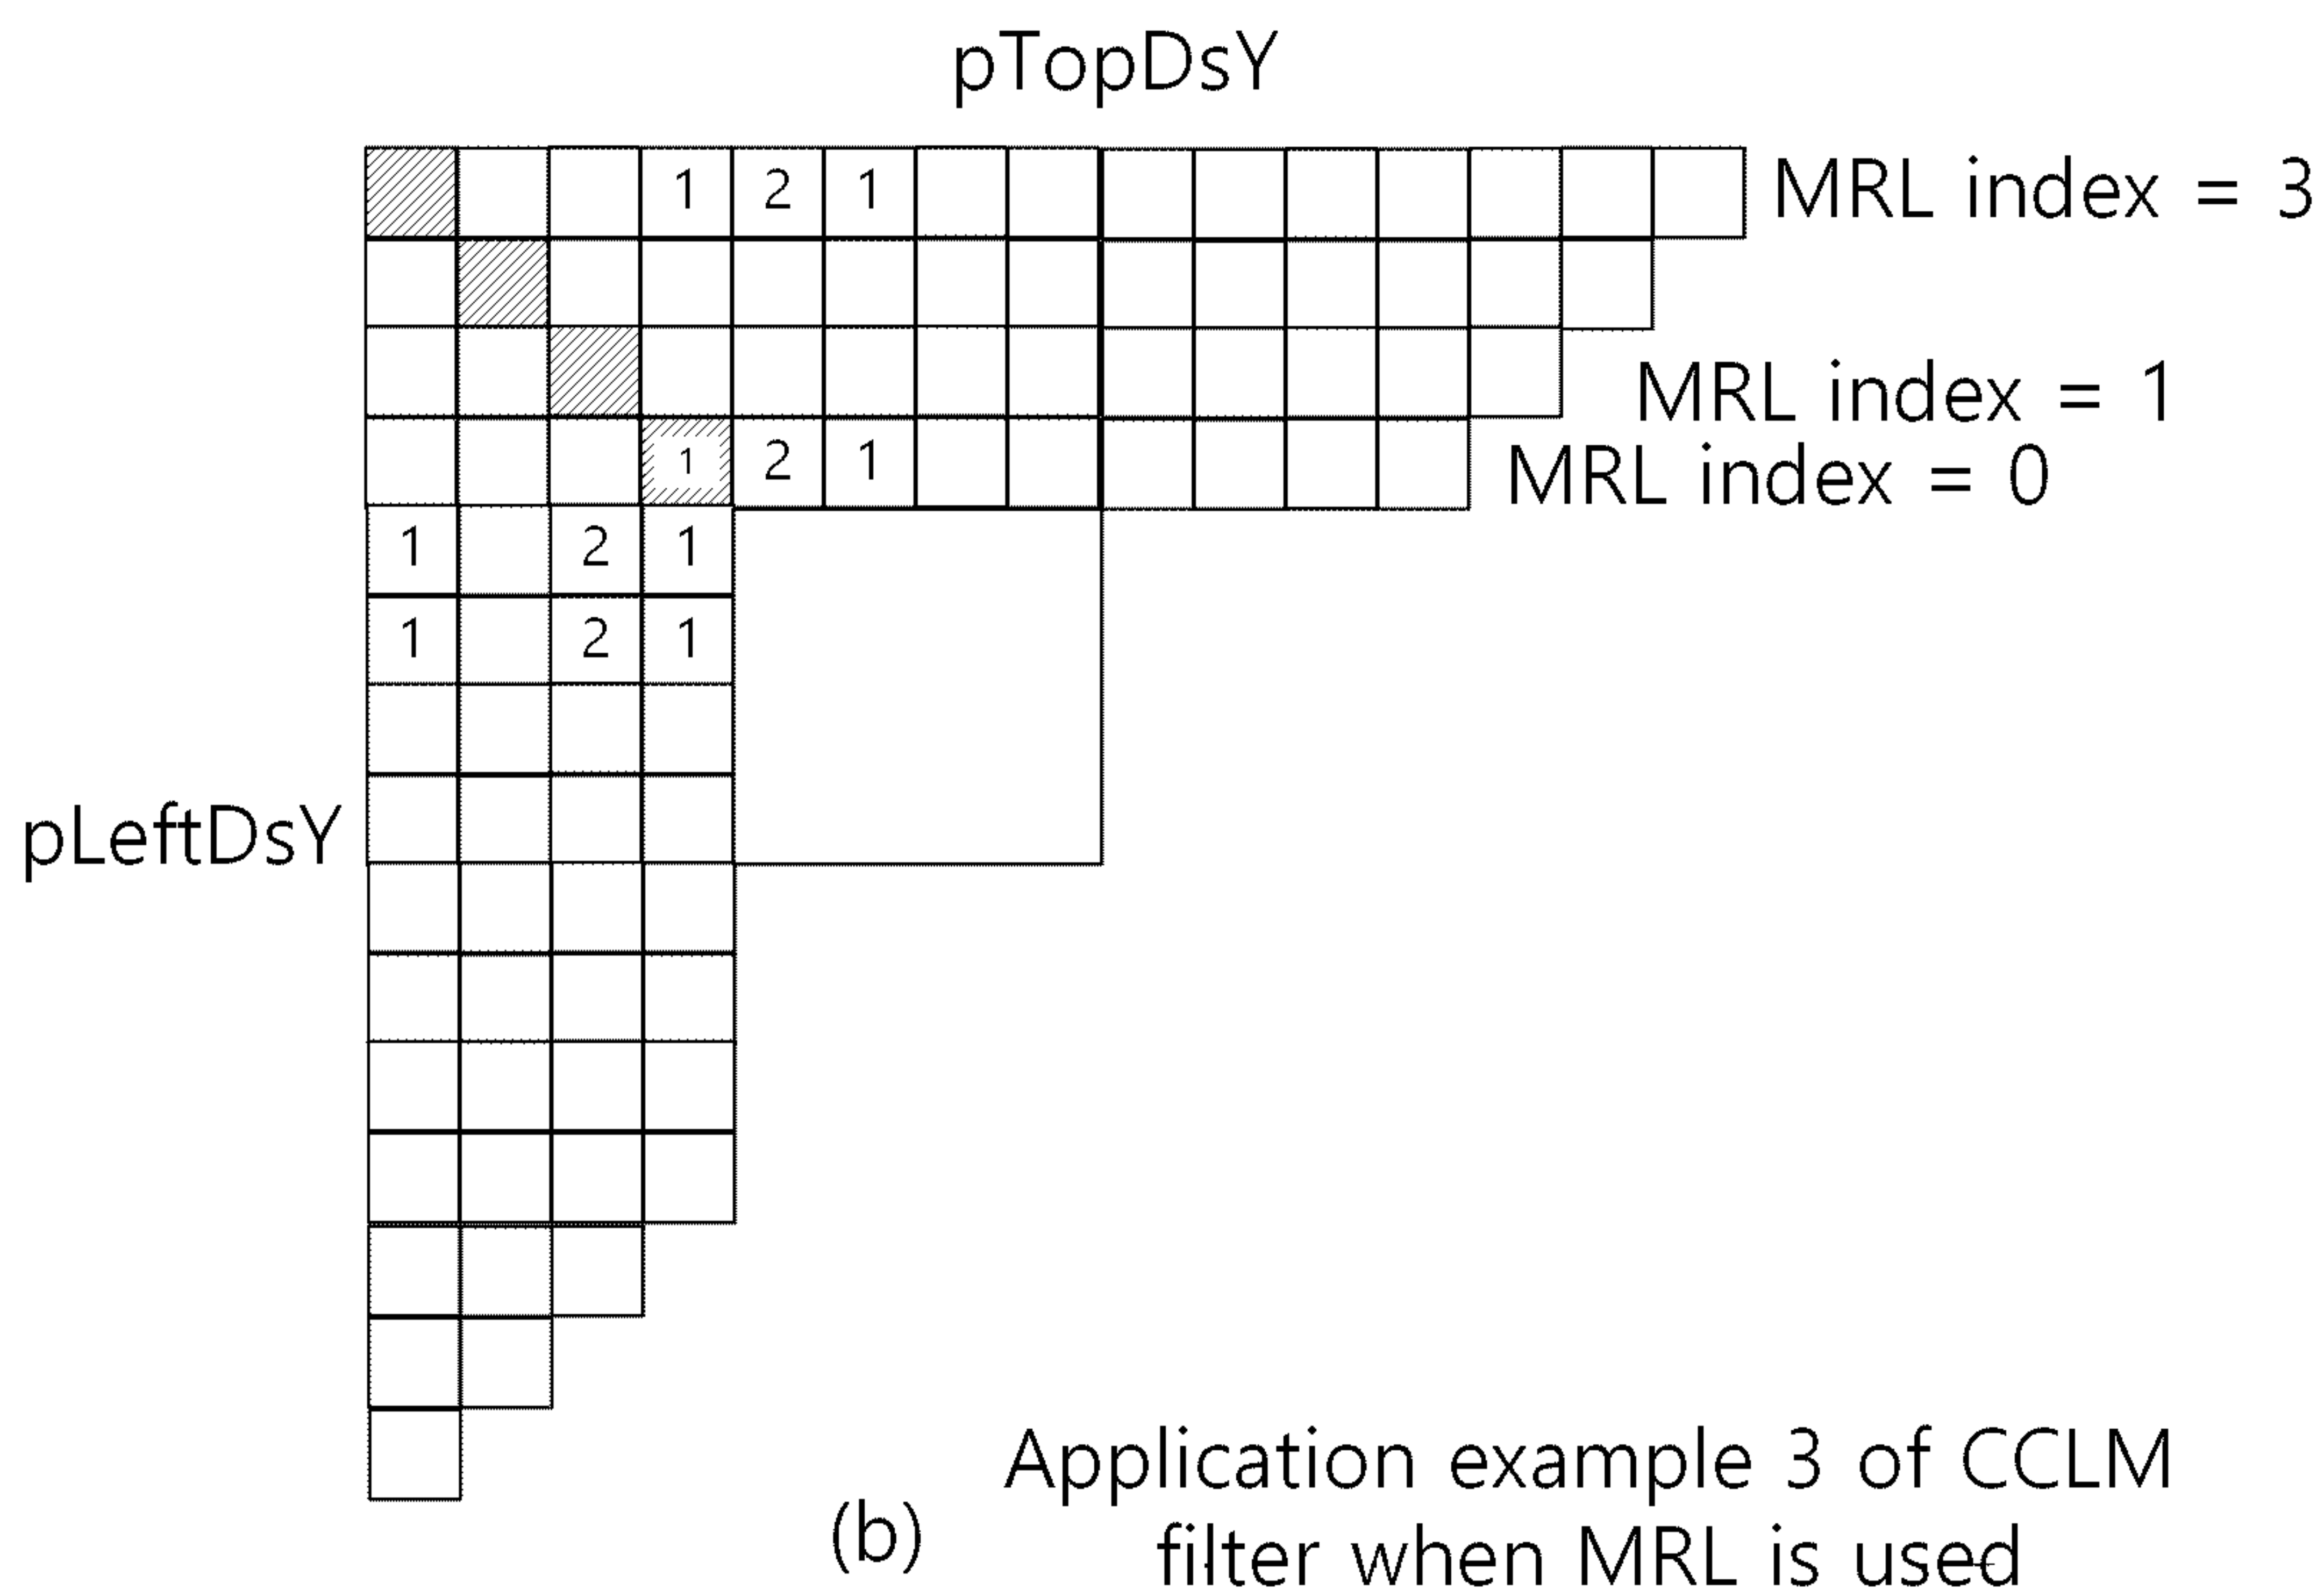 pTopDsY
1 2 1 MRL index = 3
MRL index = 1
1 2 1 MRL index = 0
1 2 1
1 2 1
pLeftDsY
Application example 3 of CCLM
(b) filter when MRL is used